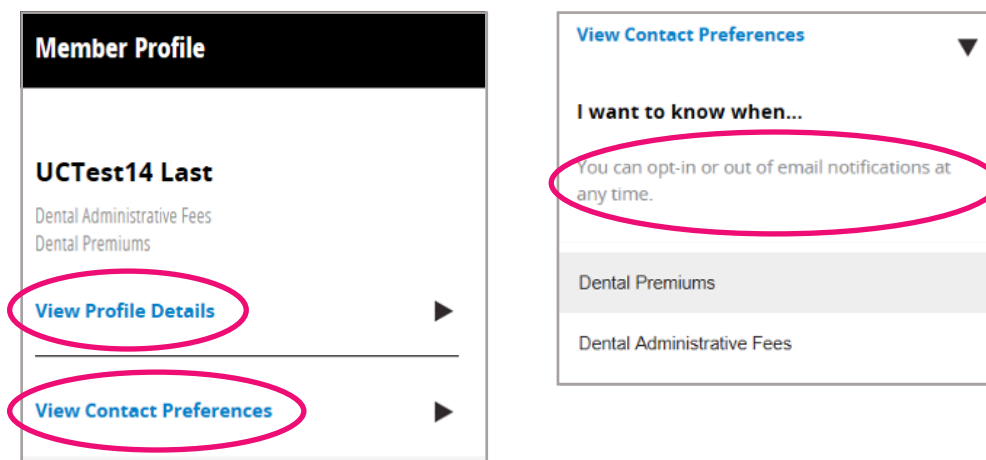 Member Profile
UCTest14 Last
Dental Administrative Fees
Dental Premiums
View Profile Details
View Contact Preferences
View Contact Preferences
I want to know when...
You can opt-in or out of email notifications at
any time.
Dental Premiums
Dental Administrative Fees